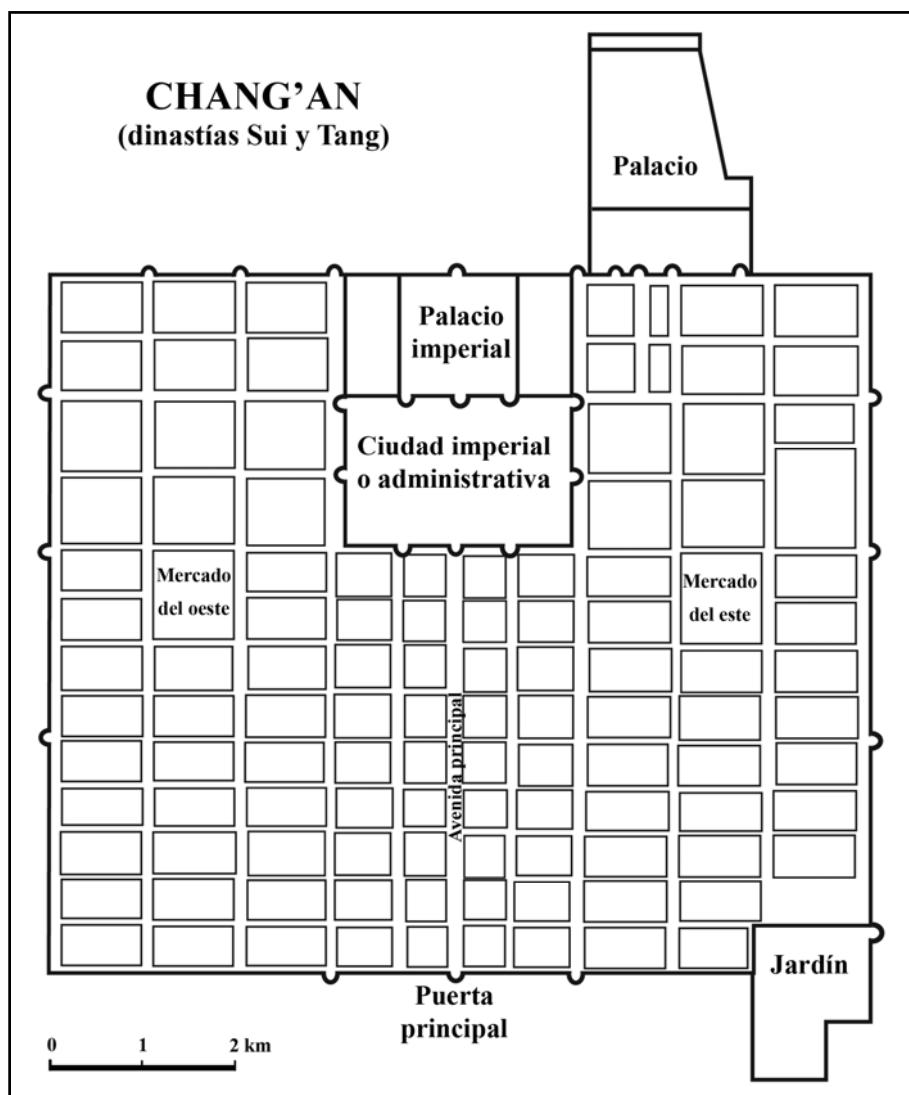 CHANG’AN
(dinastías Sui y Tang)
Palacio
Palacio
imperial
Ciudad imperial
o administrativa
Mercado
del oeste
Mercado
del este
Avenida principal
Puerta
principal
Jardín
0 1 2 km